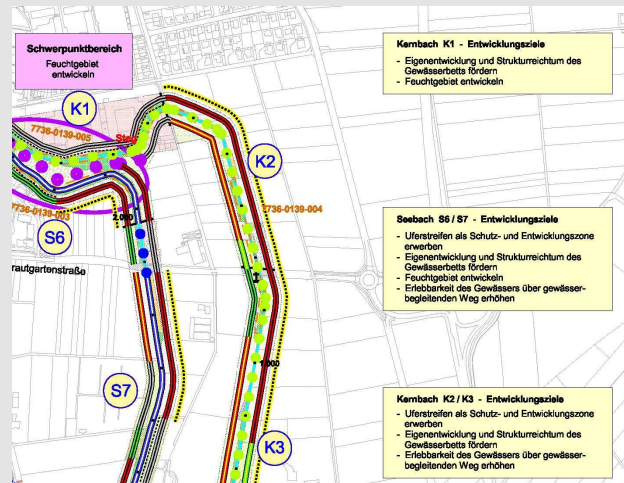 Schwerpunktbereich
Feuchtgebiet
entwickeln
K1
7736-0139-005
Steg
K2
7736-0139-003
2.000
S6
7736-0139-004
rautgartenstraße
S7
1.000
K3
Kernbach K1 - Entwicklungsziele
- Eigenentwicklung und Strukturreichtum des
Gewässerbetts fördern
- Feuchtgebiet entwickeln
Seebach S6 / S7 - Entwicklungsziele
- Uferstreifen als Schutz- und Entwicklungszone
erwerben
- Eigenentwicklung und Strukturreichtum des
Gewässerbetts fördern
- Feuchtgebiet entwickeln
- Erlebbarkeit des Gewässers über gewässer-
begleitenden Weg erhöhen
Kernbach K2 / K3 - Entwicklungsziele
- Uferstreifen als Schutz- und Entwicklungszone
erwerben
- Eigenentwicklung und Strukturreichtum des
Gewässerbetts fördern
- Erlebbarkeit des Gewässers über gewässer-
begleitenden Weg erhöhen